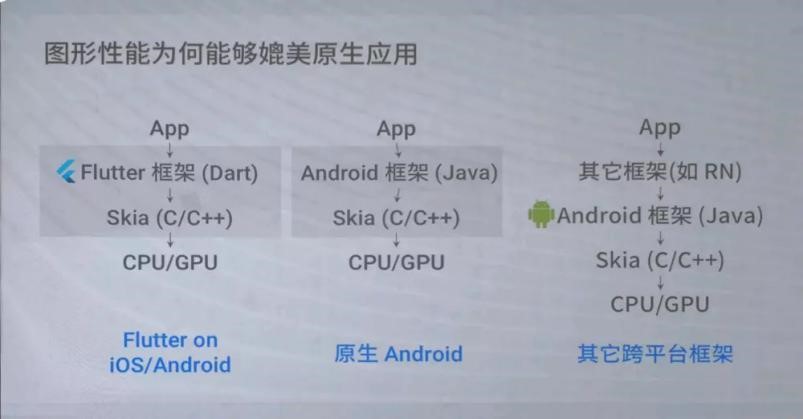 图形性能为何能够媲美原生应用
App
Flutter 框架 (Dart)
Skia (C/C++)
CPU/GPU
Flutter on
iOS/Android
App
Android 框架 (Java)
Skia (C/C++)
CPU/GPU
原生 Android
App
其它框架(如 RN)
Android 框架 (Java)
Skia (C/C++)
CPU/GPU
其它跨平台框架